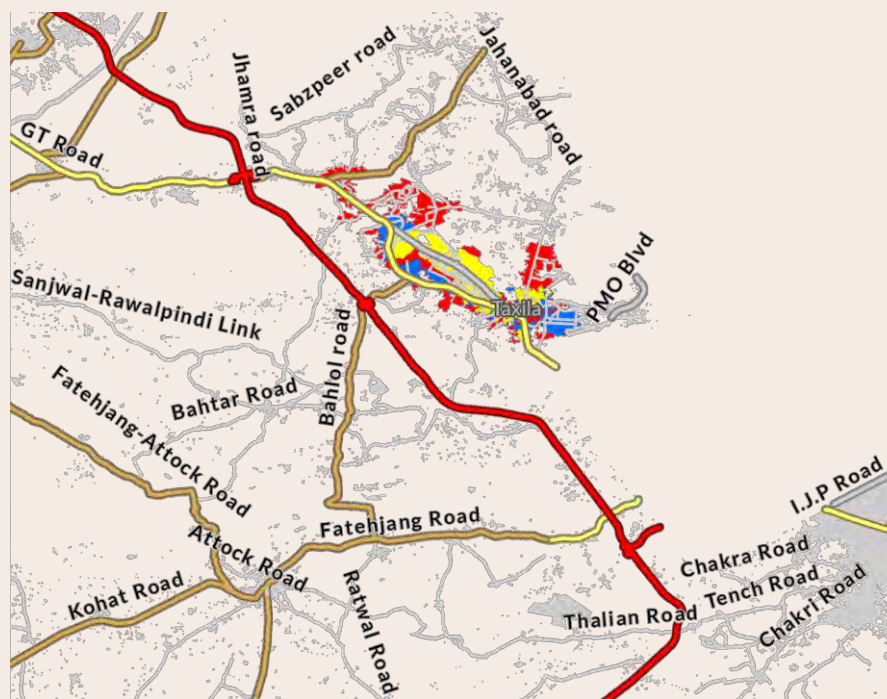 Jhamra road
Sabzpeer road
Jahanabad road
GT Road
PMO Blvd
Sanjwal-Rawalpindi Link
Taxila
Bahlol road
Bahtar Road
Fatehjang-Attock Road
I.J.P Road
Fatehjang Road
Attock Road
Chakra Road
Kohat Road
Ratwal Road
Tench Road
Thalian Road
Chakri Road